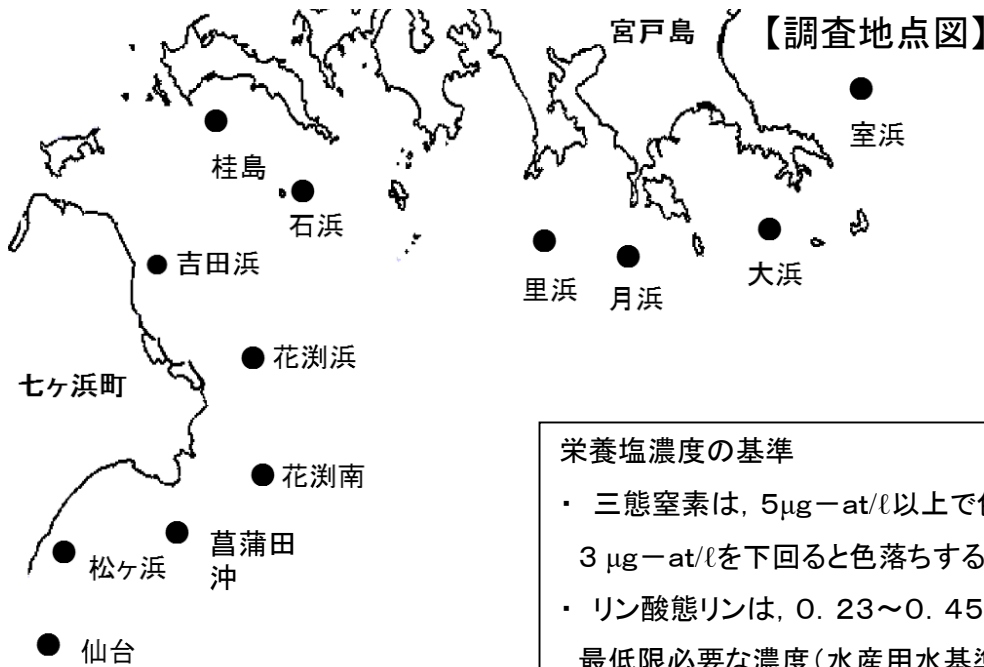 宮戸島
【調査地点図】
室浜
桂島
石浜
吉田浜
里浜
月浜
大浜
花渕浜
七ヶ浜町
花渕南
菖蒲田
沖
松ヶ浜
仙台
栄養塩濃度の基準
・ 三態窒素は，5μg－at/ℓ以上で
3 μg－at/ℓを下回ると色落ちする
・ リン酸態リンは，0．23～0．45
最低限必要な濃度（水産用水基準